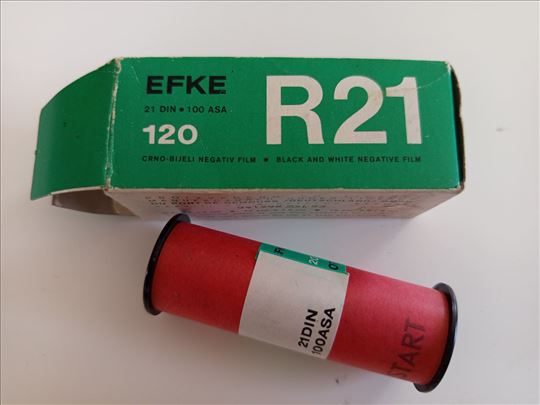 EFKE
R21
21 DIN • 100 ASA
120
CRNO-BIJELI NEGATIV FILM • BLACK AND WHITE NEGATIVE FILM
21DIN
100ASA
START